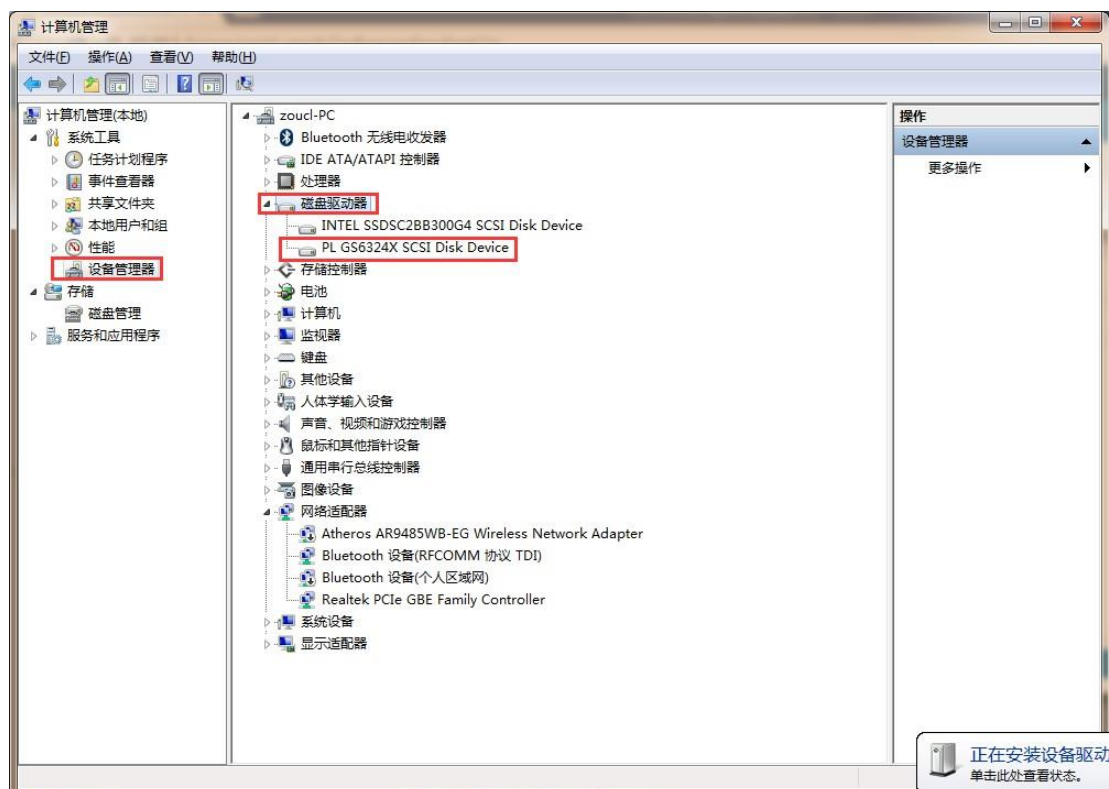 计算机管理
文件(F) 操作(A) 查看(V) 帮助(H)
计算机管理(本地)
系统工具
任务计划程序
事件查看器
共享文件夹
本地用户和组
性能
设备管理器
存储
磁盘管理
服务和应用程序
zoucl-PC
Bluetooth 无线电收发器
IDE ATA/ATAPI 控制器
处理器
磁盘驱动器
INTEL SSDSC2BB300G4 SCSI Disk Device
PL GS6324X SCSI Disk Device
存储控制器
电池
计算机
监视器
键盘
其他设备
人体学输入设备
声音、视频和游戏控制器
鼠标和其他指针设备
通用串行总线控制器
图像设备
网络适配器
Atheros AR9485WB-EG Wireless Network Adapter
Bluetooth 设备(RFCOMM 协议 TDI)
Bluetooth 设备(个人区域网)
Realtek PCIe GBE Family Controller
系统设备
显示适配器
操作
设备管理器
更多操作
正在安装设备驱动
单击此处查看状态。